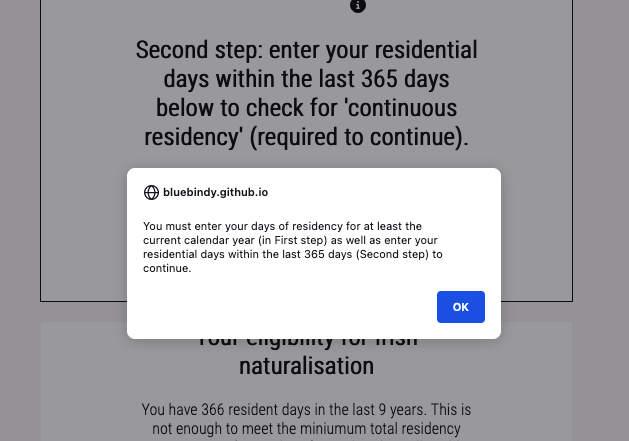 Second step: enter your residential
days within the last 365 days
below to check for 'continuous
residency' (required to continue).
bluebindy.github.io
You must enter your days of residency for at least the
current calendar year (in First step) as well as enter your
residential days within the last 365 days (Second step) to
continue.
OK
Your eligibility for Irish
naturalisation
You have 366 resident days in the last 9 years. This is
not enough to meet the miniumum total residency